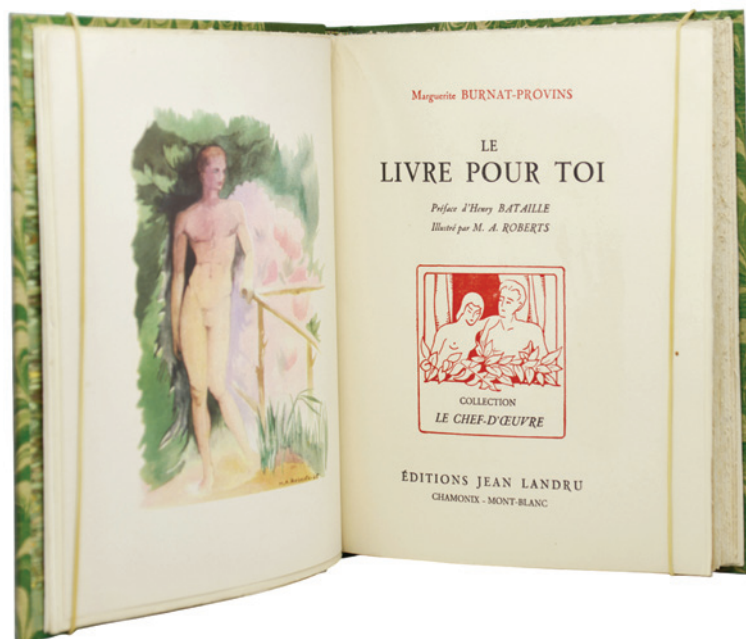 Marguerite BURNAT-PROVINS
LE
LIVRE POUR TOI
Préface d'Henry BATAILLE
Illustré par M. A. ROBERTS
COLLECTION
LE CHEF-D'ŒUVRE
ÉDITIONS JEAN LANDRU
CHAMONIX - MONT-BLANC